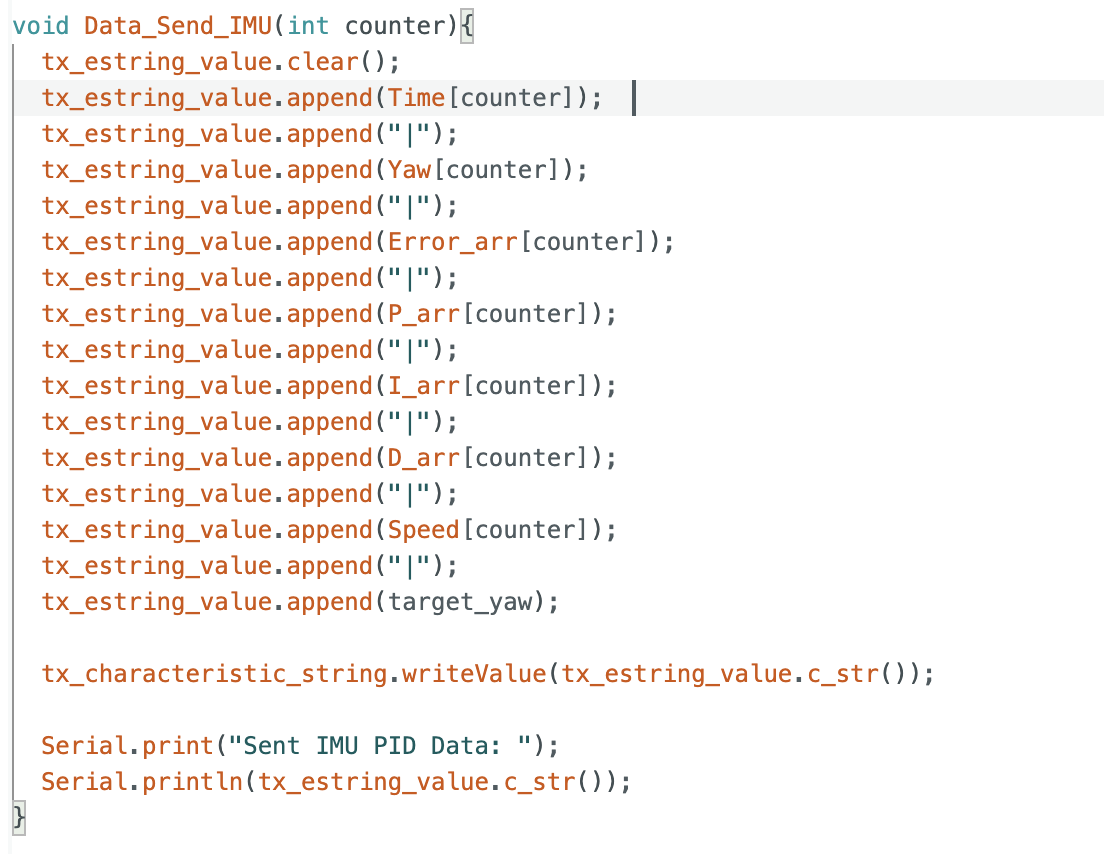 void Data_Send_IMU(int counter){
  tx_estring_value.clear();
  tx_estring_value.append(Time[counter]);
  tx_estring_value.append("|");
  tx_estring_value.append(Yaw[counter]);
  tx_estring_value.append("|");
  tx_estring_value.append(Error_arr[counter]);
  tx_estring_value.append("|");
  tx_estring_value.append(P_arr[counter]);
  tx_estring_value.append("|");
  tx_estring_value.append(I_arr[counter]);
  tx_estring_value.append("|");
  tx_estring_value.append(D_arr[counter]);
  tx_estring_value.append("|");
  tx_estring_value.append(Speed[counter]);
  tx_estring_value.append("|");
  tx_estring_value.append(target_yaw);
  tx_characteristic_string.writeValue(tx_estring_value.c_str());
  Serial.print("Sent IMU PID Data: ");
  Serial.println(tx_estring_value.c_str());
}